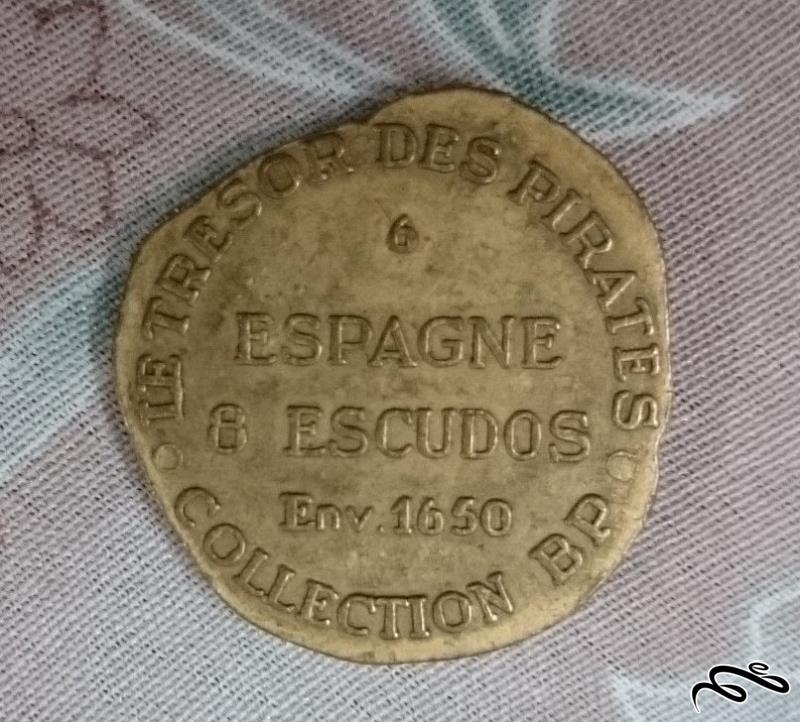 LE TRESOR DES PIRATES
6
ESPAGNE
8 ESCUDOS
Env. 1650
COLLECTION BP